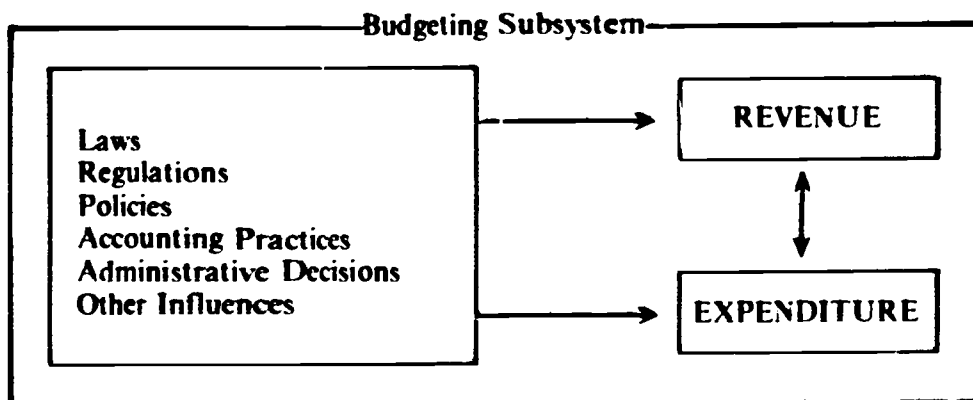 Budgeting Subsystem
Laws
Regulations
Policies
Accounting Practices
Administrative Decisions
Other Influences
REVENUE
EXPENDITURE